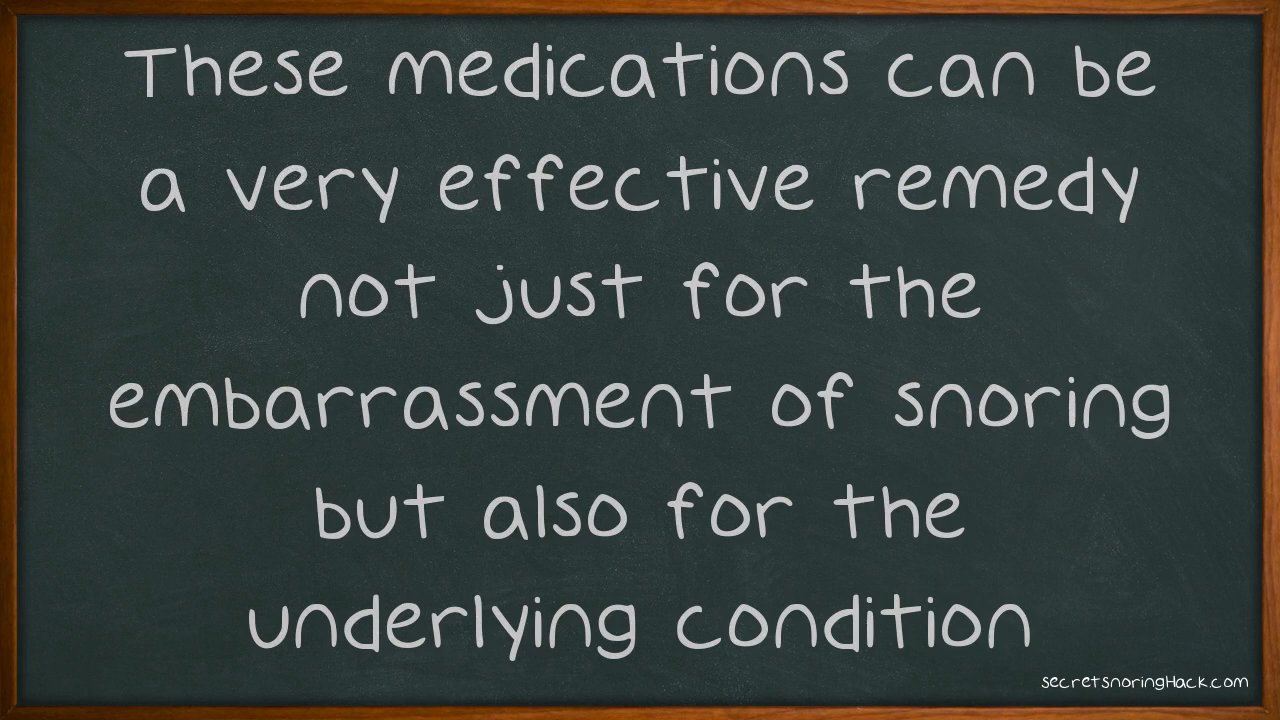 These medications can be
a very effective remedy
not just for the
embarrassment of snoring
but also for the
underlying condition
secretsnoringHack.com